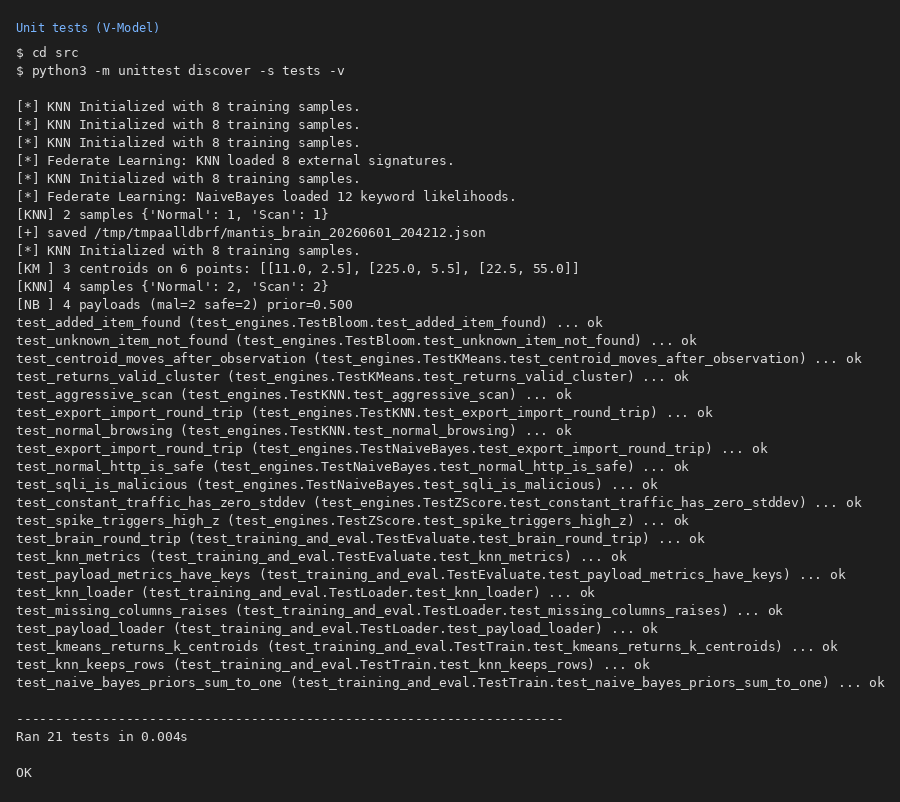 Unit tests (V-Model)
$ cd src
$ python3 -m unittest discover -s tests -v
[*] KNN Initialized with 8 training samples.
[*] KNN Initialized with 8 training samples.
[*] KNN Initialized with 8 training samples.
[*] Federate Learning: KNN loaded 8 external signatures.
[*] KNN Initialized with 8 training samples.
[*] Federate Learning: NaiveBayes loaded 12 keyword likelihoods.
[KNN] 2 samples {'Normal': 1, 'Scan': 1}
[+] saved /tmp/tmpaalldbrf/mantis_brain_20260601_204212.json
[*] KNN Initialized with 8 training samples.
[KM ] 3 centroids on 6 points: [[11.0, 2.5], [225.0, 5.5], [22.5, 55.0]]
[KNN] 4 samples {'Normal': 2, 'Scan': 2}
[NB ] 4 payloads (mal=2 safe=2) prior=0.500
test_added_item_found (test_engines.TestBloom.test_added_item_found) ... ok
test_unknown_item_not_found (test_engines.TestBloom.test_unknown_item_not_found) ... ok
test_centroid_moves_after_observation (test_engines.TestKMeans.test_centroid_moves_after_observation) ... ok
test_returns_valid_cluster (test_engines.TestKMeans.test_returns_valid_cluster) ... ok
test_aggressive_scan (test_engines.TestKNN.test_aggressive_scan) ... ok
test_export_import_round_trip (test_engines.TestKNN.test_export_import_round_trip) ... ok
test_normal_browsing (test_engines.TestKNN.test_normal_browsing) ... ok
test_export_import_round_trip (test_engines.TestNaiveBayes.test_export_import_round_trip) ... ok
test_normal_http_is_safe (test_engines.TestNaiveBayes.test_normal_http_is_safe) ... ok
test_sqli_is_malicious (test_engines.TestNaiveBayes.test_sqli_is_malicious) ... ok
test_constant_traffic_has_zero_stddev (test_engines.TestZScore.test_constant_traffic_has_zero_stddev) ... ok
test_spike_triggers_high_z (test_engines.TestZScore.test_spike_triggers_high_z) ... ok
test_brain_round_trip (test_training_and_eval.TestEvaluate.test_brain_round_trip) ... ok
test_knn_metrics (test_training_and_eval.TestEvaluate.test_knn_metrics) ... ok
test_payload_metrics_have_keys (test_training_and_eval.TestEvaluate.test_payload_metrics_have_keys) ... ok
test_knn_loader (test_training_and_eval.TestLoader.test_knn_loader) ... ok
test_missing_columns_raises (test_training_and_eval.TestLoader.test_missing_columns_raises) ... ok
test_payload_loader (test_training_and_eval.TestLoader.test_payload_loader) ... ok
test_kmeans_returns_k_centroids (test_training_and_eval.TestTrain.test_kmeans_returns_k_centroids) ... ok
test_knn_keeps_rows (test_training_and_eval.TestTrain.test_knn_keeps_rows) ... ok
test_naive_bayes_priors_sum_to_one (test_training_and_eval.TestTrain.test_naive_bayes_priors_sum_to_one) ... ok
----------------------------------------------------------------------
Ran 21 tests in 0.004s
OK